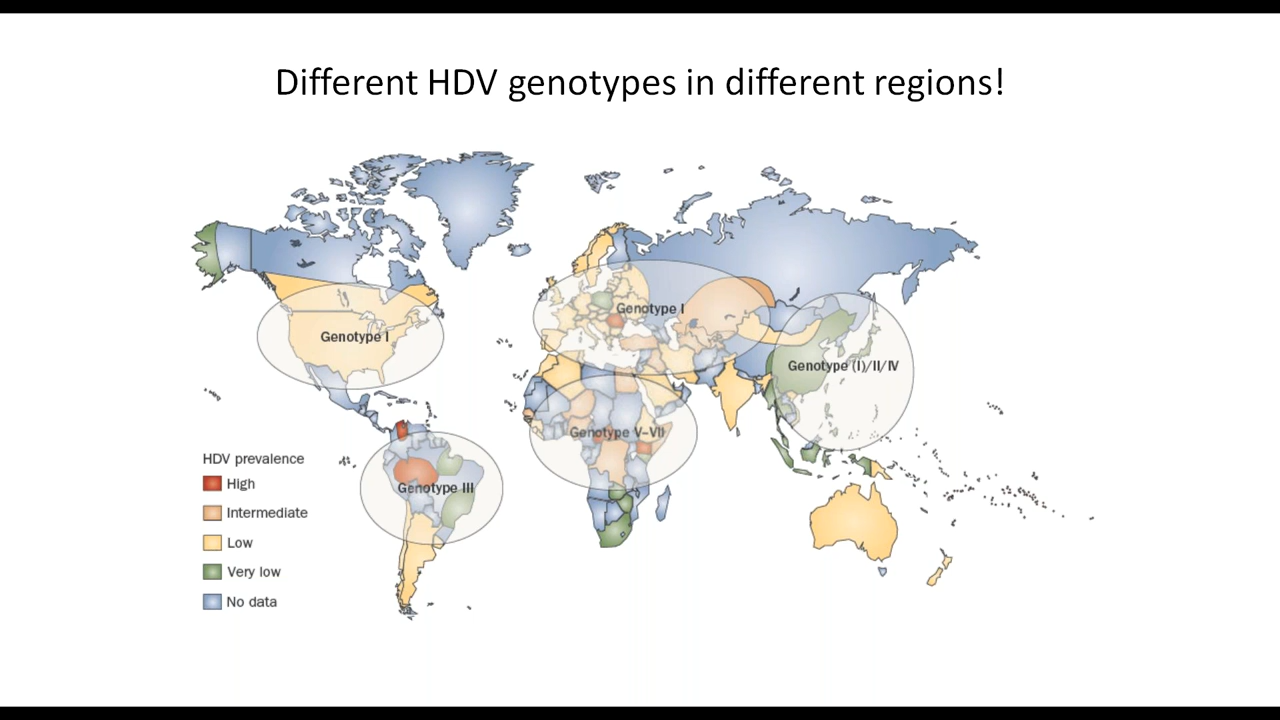 Different HDV genotypes in different regions!
Genotype I
Genotype I
Genotype (I)/II/IV
Genotype V–VII
Genotype III
HDV prevalence
High
Intermediate
Low
Very low
No data